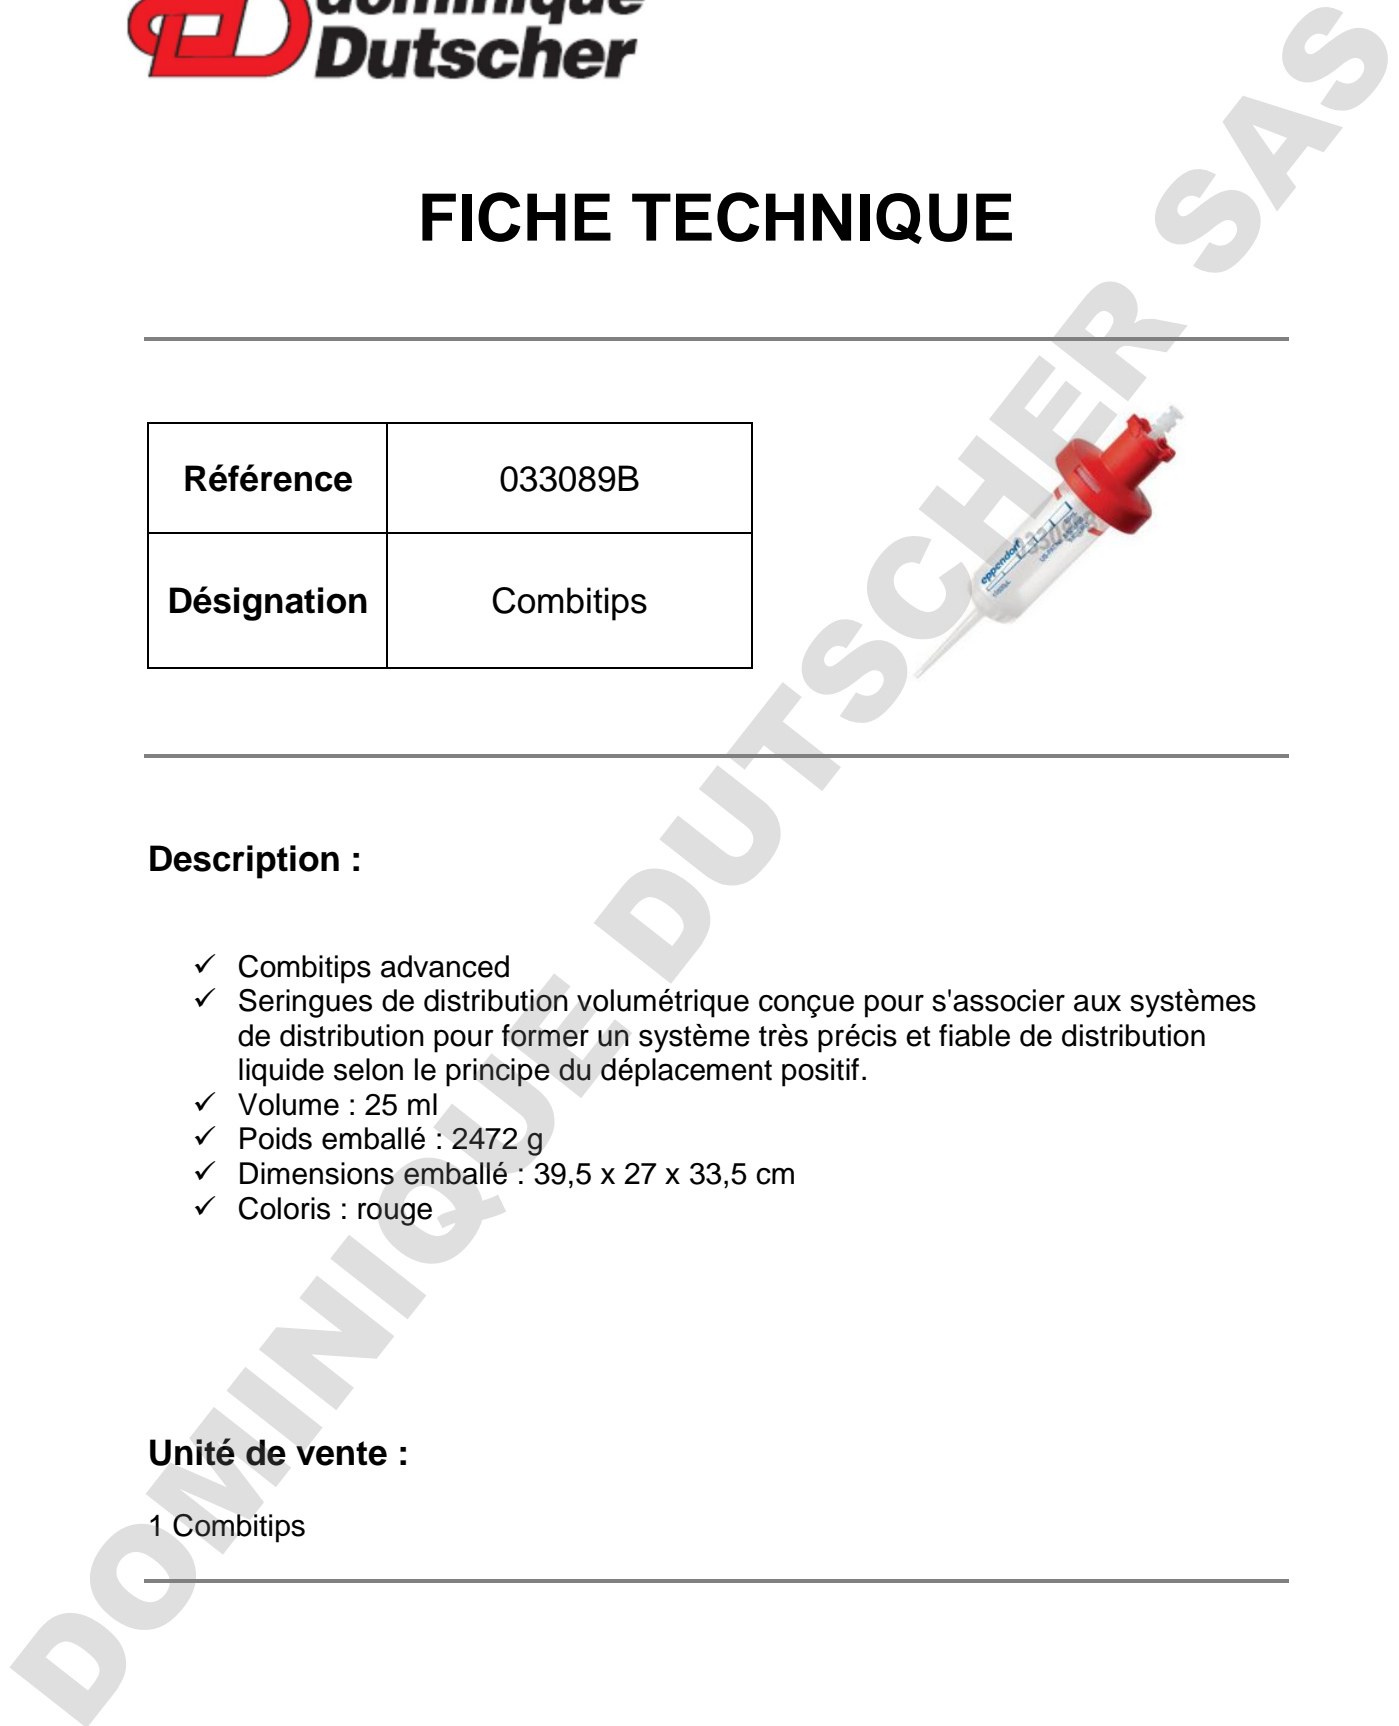 dominique
Dutscher
FICHE TECHNIQUE
Référence 033089B
Désignation Combitips
eppendorf
Description :
✓ Combitips advanced
✓ Seringues de distribution volumétrique conçue pour s'associer aux systèmes
de distribution pour former un système très précis et fiable de distribution
liquide selon le principe du déplacement positif.
✓ Volume : 25 ml
✓ Poids emballé : 2472 g
✓ Dimensions emballé : 39,5 x 27 x 33,5 cm
✓ Coloris : rouge
Unité de vente :
1 Combitips
DOMINIQUE DUTSCHER SAS